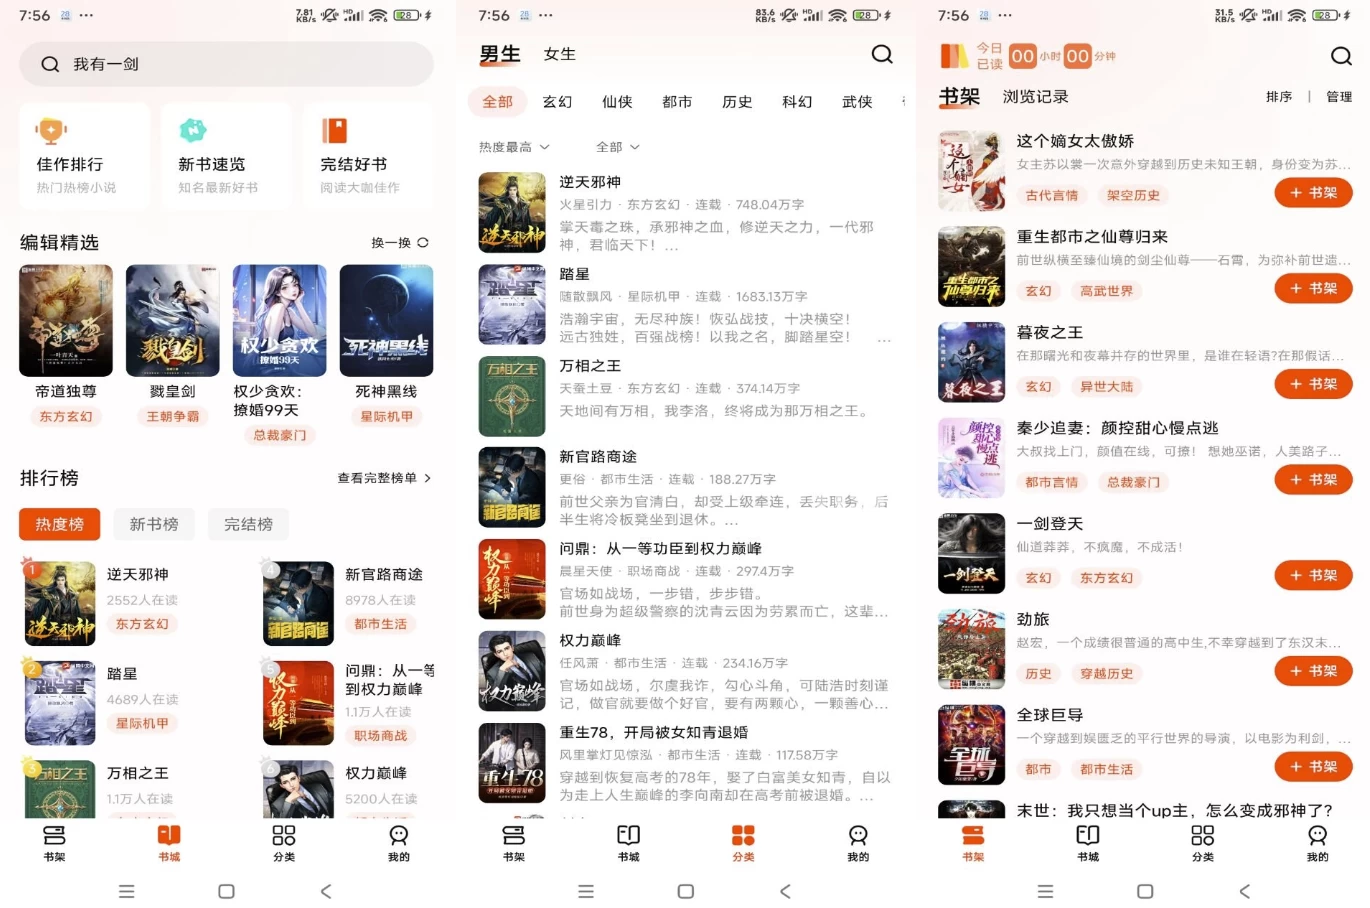 7:56
28
7.81 KB/s
HD
28
我有一剑
佳作排行
热门热榜小说
新书速览
知名最新好书
完结好书
阅读大咖佳作
编辑精选
换一换
帝道独尊
东方玄幻
戮皇剑
王朝争霸
权少贪欢：
撩婚99天
总裁豪门
死神黑线
星际机甲
排行榜
查看完整榜单
热度榜
新书榜
完结榜
1
逆天邪神
2552人在读
东方玄幻
4
新官路商途
8978人在读
都市生活
2
踏星
4689人在读
星际机甲
5
问鼎：从一等
到权力巅峰
1.1万人在读
职场商战
3
万相之王
1.1万人在读
6
权力巅峰
5200人在读
书架
书城
分类
我的
7:56
28
83.6 KB/s
HD
28
男生
女生
全部
玄幻
仙侠
都市
历史
科幻
武侠
热度最高
全部
逆天邪神
火星引力 · 东方玄幻 · 连载 · 748.04万字
掌天毒之珠，承邪神之血，修逆天之力，一代邪
神，君临天下！...
踏星
随散飘风 · 星际机甲 · 连载 · 1683.13万字
浩瀚宇宙，无尽种族！恢弘战技，十决横空！
远古独姓，百强战榜！以我之名，脚踏星空！ ...
万相之王
天蚕土豆 · 东方玄幻 · 连载 · 374.14万字
天地间有万相，我李洛，终将成为那万相之王。
新官路商途
更俗 · 都市生活 · 连载 · 188.27万字
前世父亲为官清白，却受上级牵连，丢失职务，后
半生将冷板凳坐到退休。...
问鼎：从一等功臣到权力巅峰
晨星天使 · 职场商战 · 连载 · 297.4万字
官场如战场，一步错，步步错。
前世身为超级警察的沈青云因为劳累而亡，这辈...
权力巅峰
任风萧 · 都市生活 · 连载 · 234.16万字
官场如战场，尔虞我诈，勾心斗角，可陆浩时刻谨
记，做官就要做个好官，要有两颗心，一颗善心...
重生78，开局被女知青退婚
风里掌灯见惊泓 · 都市生活 · 连载 · 117.58万字
穿越到恢复高考的78年，娶了白富美女知青，自以
为走上人生巅峰的李向南却在高考前被退婚。...
书架
书城
分类
我的
7:56
28
31.5 KB/s
HD
28
今日
已读
00
小时
00
分钟
书架
浏览记录
排序
管理
这个嫡女太傲娇
女主苏以裳一次意外穿越到历史未知王朝，身份变为苏...
古代言情
架空历史
+ 书架
重生都市之仙尊归来
前世纵横至臻仙境的剑尘仙尊——石霄，为弥补前世遗...
玄幻
高武世界
+ 书架
暮夜之王
在那曙光和夜幕并存的世界里，是谁在轻语?在那假话...
玄幻
异世大陆
+ 书架
秦少追妻：颜控甜心慢点逃
大叔找上门，颜值在线，可撩！ 想她巫诺，人美路子...
都市言情
总裁豪门
+ 书架
一剑登天
仙道莽莽，不疯魔，不成活！
玄幻
东方玄幻
+ 书架
劲旅
赵宏，一个成绩很普通的高中生,不幸穿越到了东汉末...
历史
穿越历史
+ 书架
全球巨导
一个穿越到娱匮乏的平行世界的导演，以电影为利剑，...
都市
都市生活
+ 书架
末世：我只想当个up主，怎么变成邪神了?
书架
书城
分类
我的